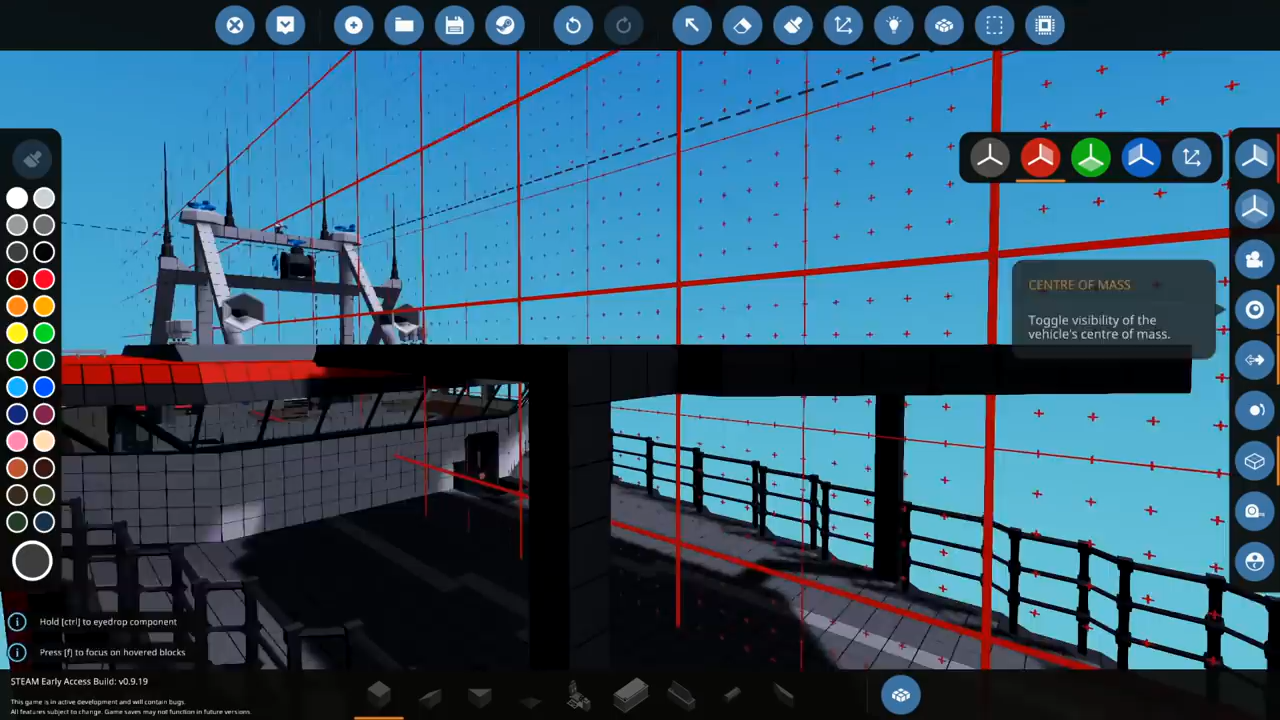 CENTRE OF MASS
Toggle visibility of the
vehicle's centre of mass.
Hold [ctrl] to eyedrop component
Press [f] to focus on hovered blocks
STEAM Early Access Build: v0.9.19
This game is in active development and will contain bugs.
All features subject to change. Game saves may not function in future versions.